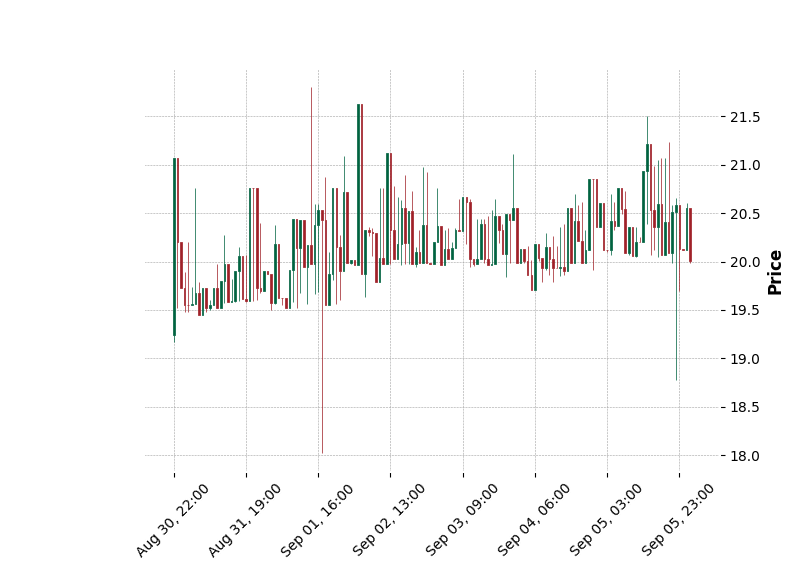 21.5
21.0
20.5
20.0
19.5
19.0
18.5
18.0
Price
Aug 30, 22:00
Aug 31, 19:00
Sep 01, 16:00
Sep 02, 13:00
Sep 03, 09:00
Sep 04, 06:00
Sep 05, 03:00
Sep 05, 23:00